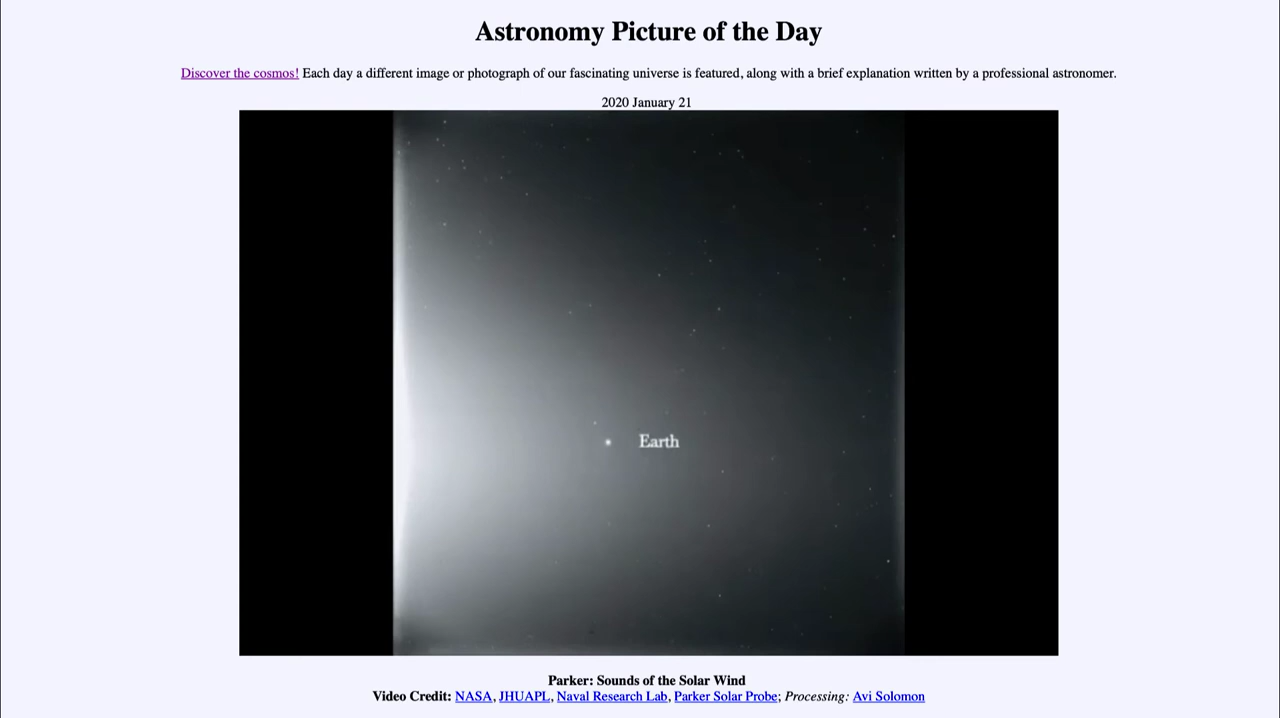 Astronomy Picture of the Day
Discover the cosmos! Each day a different image or photograph of our fascinating universe is featured, along with a brief explanation written by a professional astronomer.
2020 January 21
Earth
Parker: Sounds of the Solar Wind
Video Credit: NASA, JHUAPL, Naval Research Lab, Parker Solar Probe; Processing: Avi Solomon